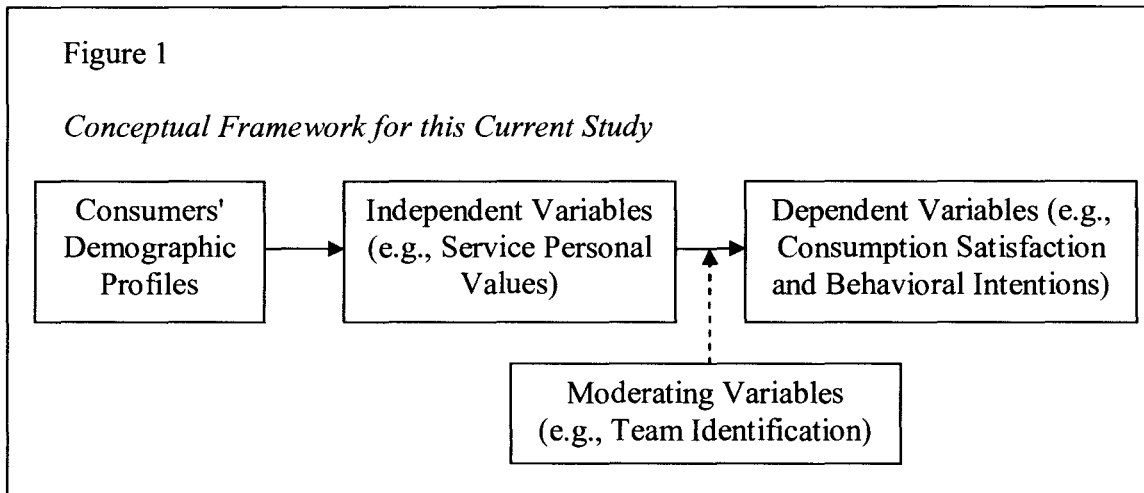 Figure 1
Conceptual Framework for this Current Study
Consumers'
Demographic
Profiles
Independent Variables
(e.g., Service Personal
Values)
Dependent Variables (e.g.,
Consumption Satisfaction
and Behavioral Intentions)
Moderating Variables
(e.g., Team Identification)